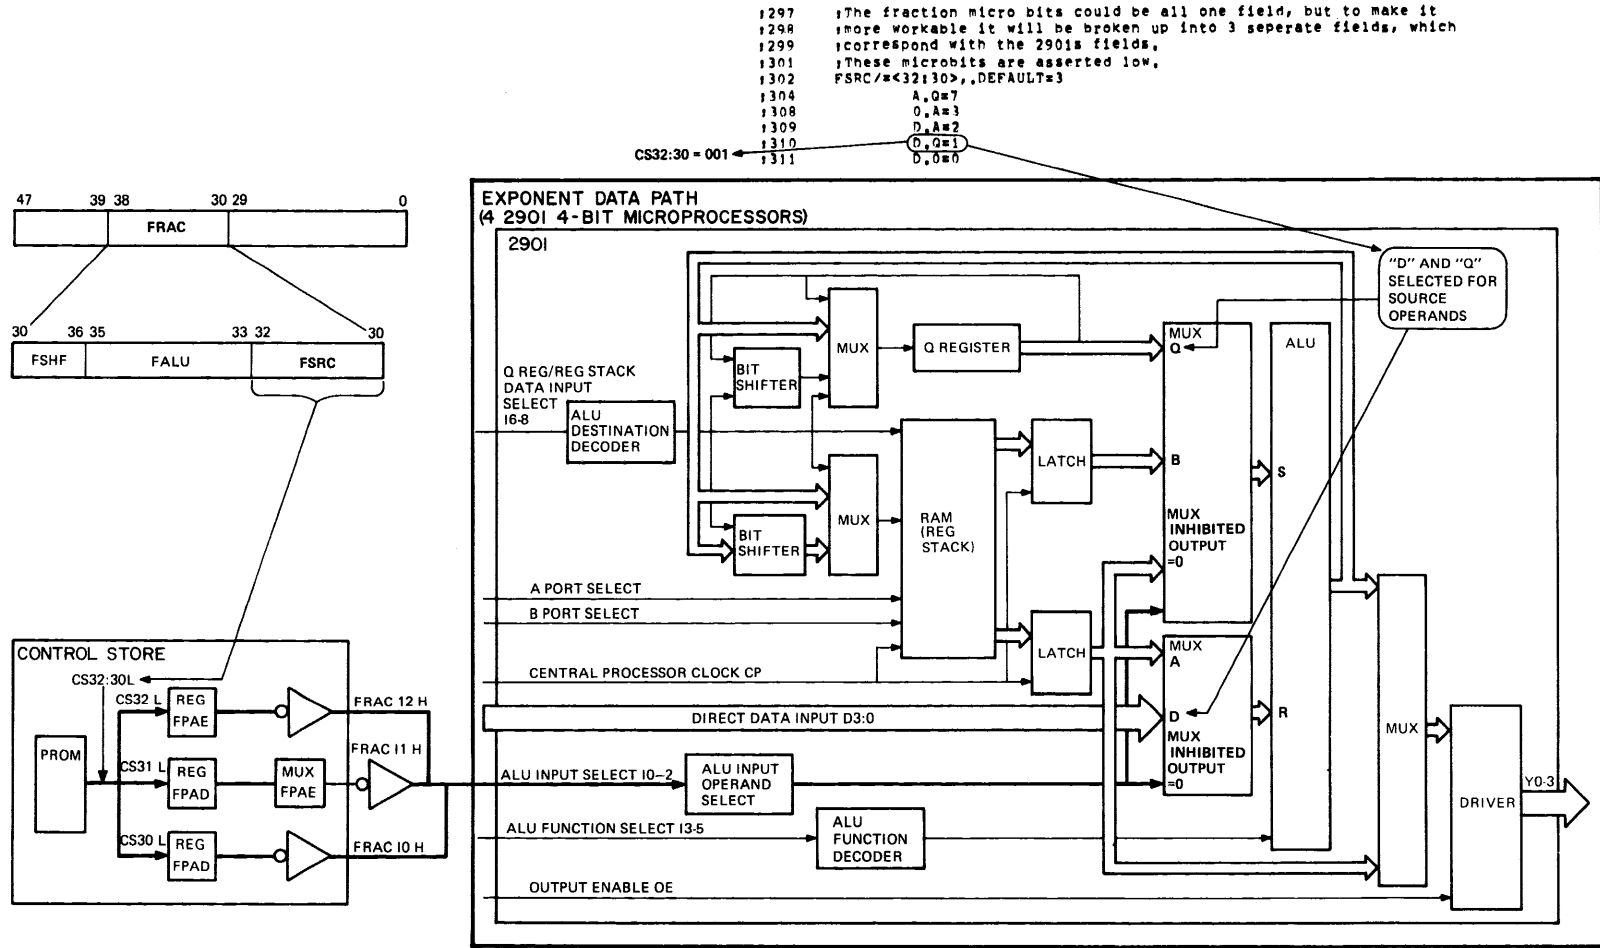 ;297 ;The fraction micro bits could be all one field, but to make it
;298 ;more workable it will be broken up into 3 seperate fields, which
;299 ;correspond with the 2901s fields.
;301 ;These microbits are asserted low.
;302 FSRC/=<32:30>,.DEFAULT=3
;304 A,Q=7
;308 0,A=3
;309 D,A=2
;310 D,Q=1
;311 D,0=0
CS32:30 = 001
47 39 38 30 29 0
FRAC
30 36 35 33 32 30
FSHF FALU FSRC
EXPONENT DATA PATH
(4 2901 4-BIT MICROPROCESSORS)
2901
"D" AND "Q"
SELECTED FOR
SOURCE
OPERANDS
Q REG/REG STACK
DATA INPUT
SELECT
I6-8
ALU
DESTINATION
DECODER
BIT
SHIFTER
MUX
Q REGISTER
MUX
Q
ALU
LATCH
B
S
BIT
SHIFTER
MUX
RAM
(REG
STACK)
MUX
INHIBITED
OUTPUT
=0
A PORT SELECT
B PORT SELECT
LATCH
MUX
A
CENTRAL PROCESSOR CLOCK CP
DIRECT DATA INPUT D3:0
D
R
MUX
INHIBITED
OUTPUT
=0
MUX
ALU INPUT SELECT I0-2
ALU INPUT
OPERAND
SELECT
DRIVER
Y0-3
ALU FUNCTION SELECT I3-5
ALU
FUNCTION
DECODER
OUTPUT ENABLE OE
CONTROL STORE
CS32:30L
CS32 L
REG
FPAE
FRAC I2 H
PROM
CS31 L
REG
FPAD
MUX
FPAE
FRAC I1 H
CS30 L
REG
FPAD
FRAC I0 H